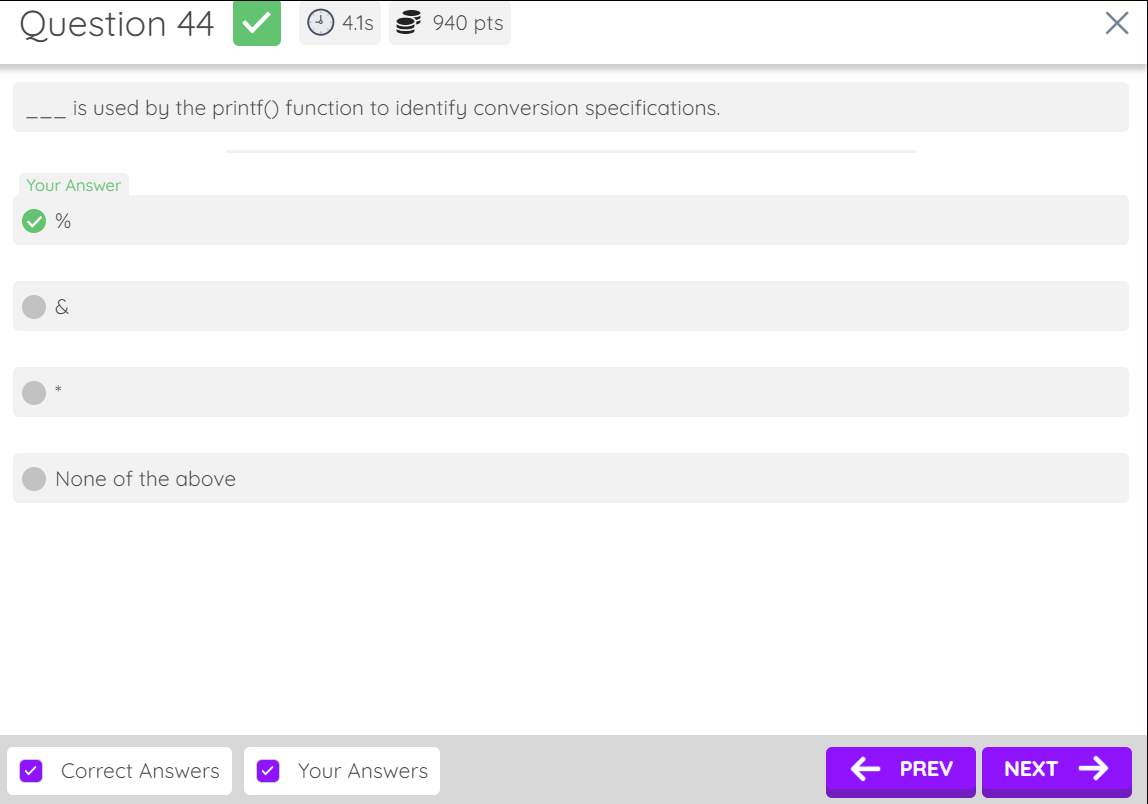 Question 44 4.1s 940 pts
___ is used by the printf() function to identify conversion specifications.
Your Answer
%
&
*
None of the above
Correct Answers Your Answers PREV NEXT